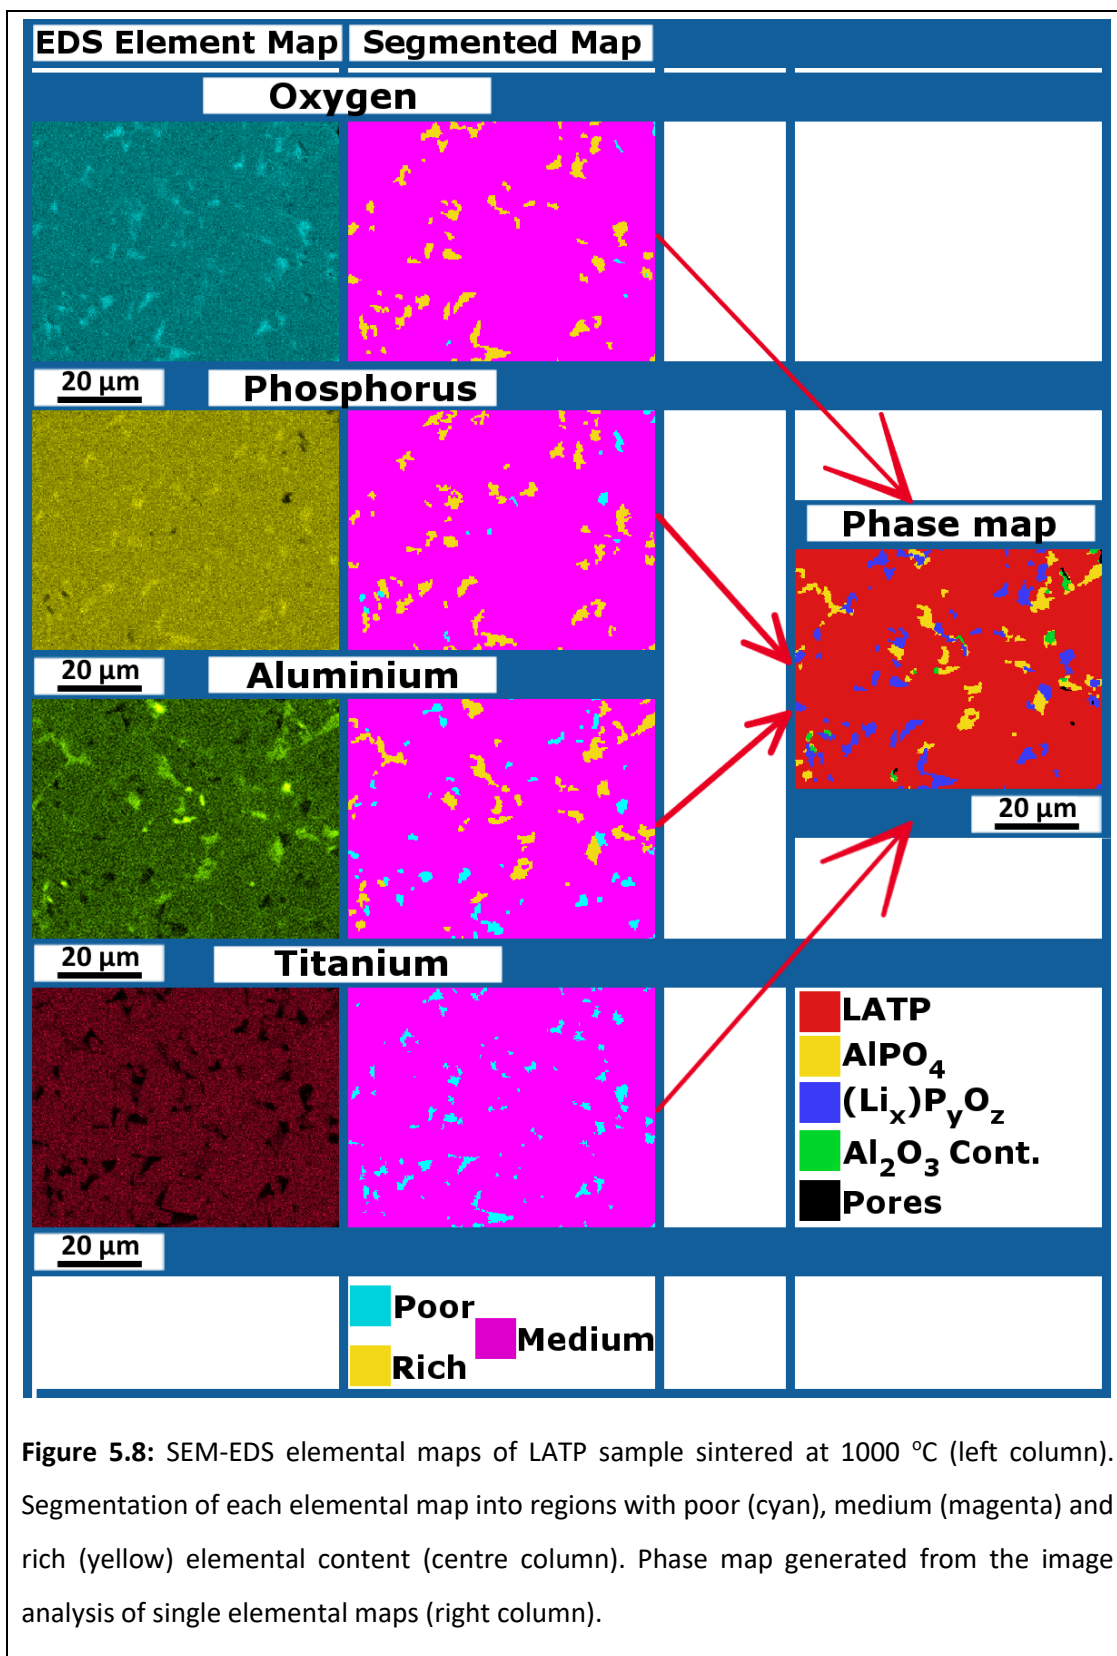 EDS Element Map Segmented Map
Oxygen
20 µm Phosphorus
Phase map
20 µm Aluminium
20 µm
20 µm Titanium
LATP
AlPO₄
(Liₓ)PᵧO_z
Al₂O₃ Cont.
Pores
20 µm
Poor
Medium
Rich
Figure 5.8: SEM-EDS elemental maps of LATP sample sintered at 1000 °C (left column).
Segmentation of each elemental map into regions with poor (cyan), medium (magenta) and
rich (yellow) elemental content (centre column). Phase map generated from the image
analysis of single elemental maps (right column).